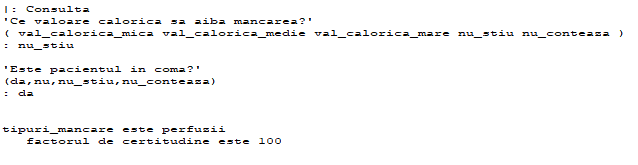 |: Consulta
'Ce valoare calorica sa aiba mancarea?'
( val_calorica_mica val_calorica_medie val_calorica_mare nu_stiu nu_conteaza )
: nu_stiu
'Este pacientul in coma?'
(da,nu,nu_stiu,nu_conteaza)
: da
tipuri_mancare este perfuzii
factorul de certitudine este 100